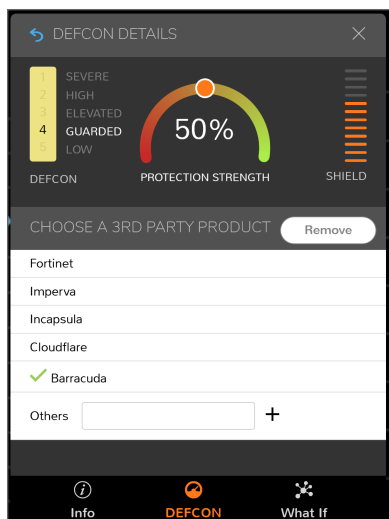 DEFCON DETAILS
1 SEVERE
2 HIGH
3 ELEVATED
4 GUARDED
5 LOW
DEFCON
50%
PROTECTION STRENGTH
SHIELD
CHOOSE A 3RD PARTY PRODUCT
Remove
Fortinet
Imperva
Incapsula
Cloudflare
Barracuda
Others
Info
DEFCON
What If